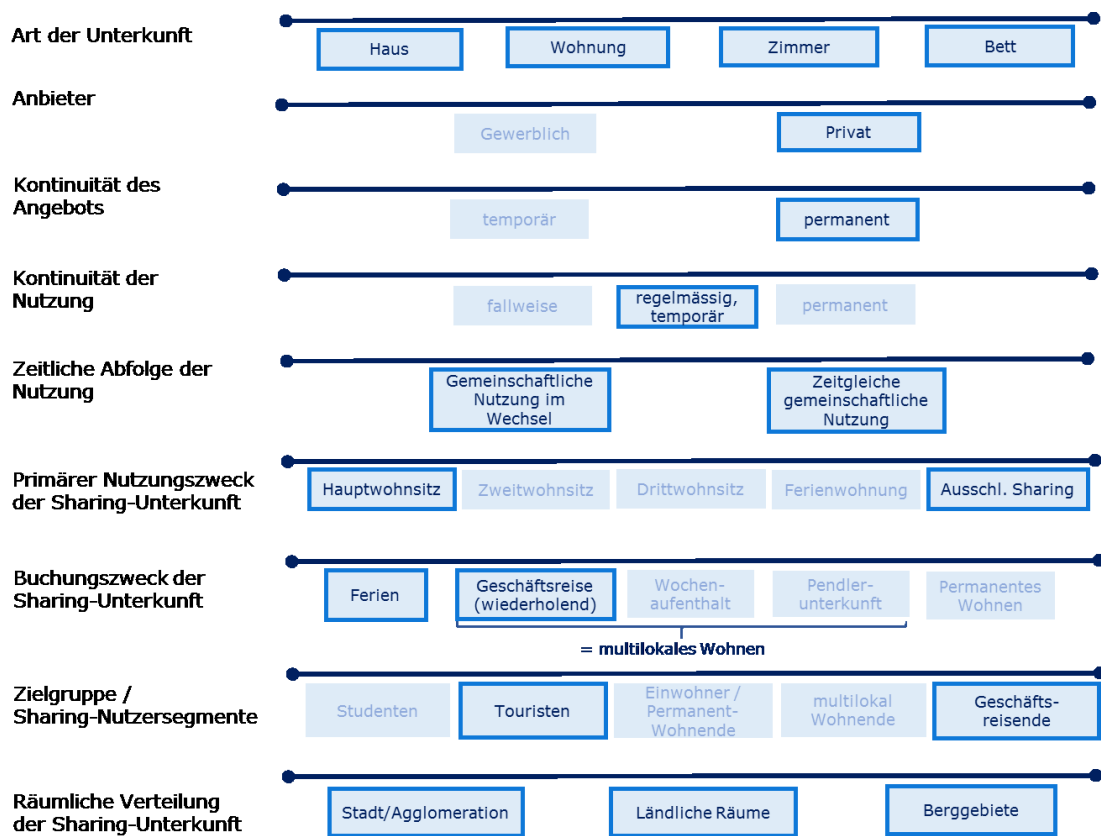 Art der Unterkunft
Haus
Wohnung
Zimmer
Bett
Anbieter
Gewerblich
Privat
Kontinuität des
Angebots
temporär
permanent
Kontinuität der
Nutzung
fallweise
regelmässig,
temporär
permanent
Zeitliche Abfolge der
Nutzung
Gemeinschaftliche
Nutzung im
Wechsel
Zeitgleiche
gemeinschaftliche
Nutzung
Primärer Nutzungszweck
der Sharing-Unterkunft
Hauptwohnsitz
Zweitwohnsitz
Drittwohnsitz
Ferienwohnung
Ausschl. Sharing
Buchungszweck der
Sharing-Unterkunft
Ferien
Geschäftsreise
(wiederholend)
Wochen-
aufenthalt
Pendler-
unterkunft
Permanentes
Wohnen
= multilokales Wohnen
Zielgruppe /
Sharing-Nutzersegmente
Studenten
Touristen
Einwohner /
Permanent-
Wohnende
multilokal
Wohnende
Geschäfts-
reisende
Räumliche Verteilung
der Sharing-Unterkunft
Stadt/Agglomeration
Ländliche Räume
Berggebiete